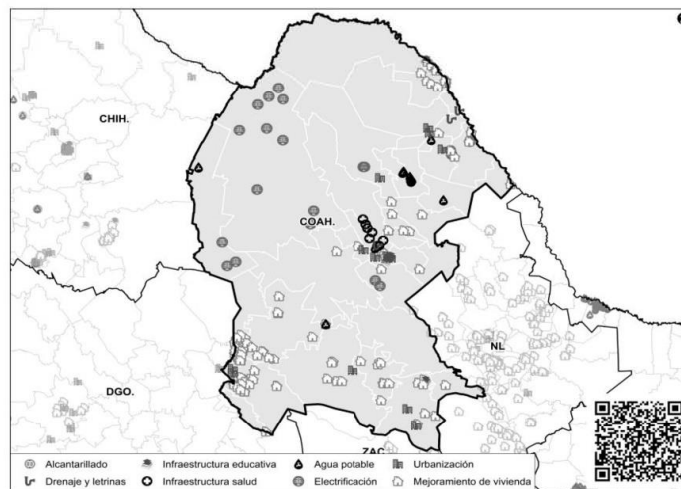 CHIH.
COAH.
NL
DGO.
ZAC.
Alcantarillado
Infraestructura educativa
Agua potable
Urbanización
Drenaje y letrinas
Infraestructura salud
Electrificación
Mejoramiento de vivienda